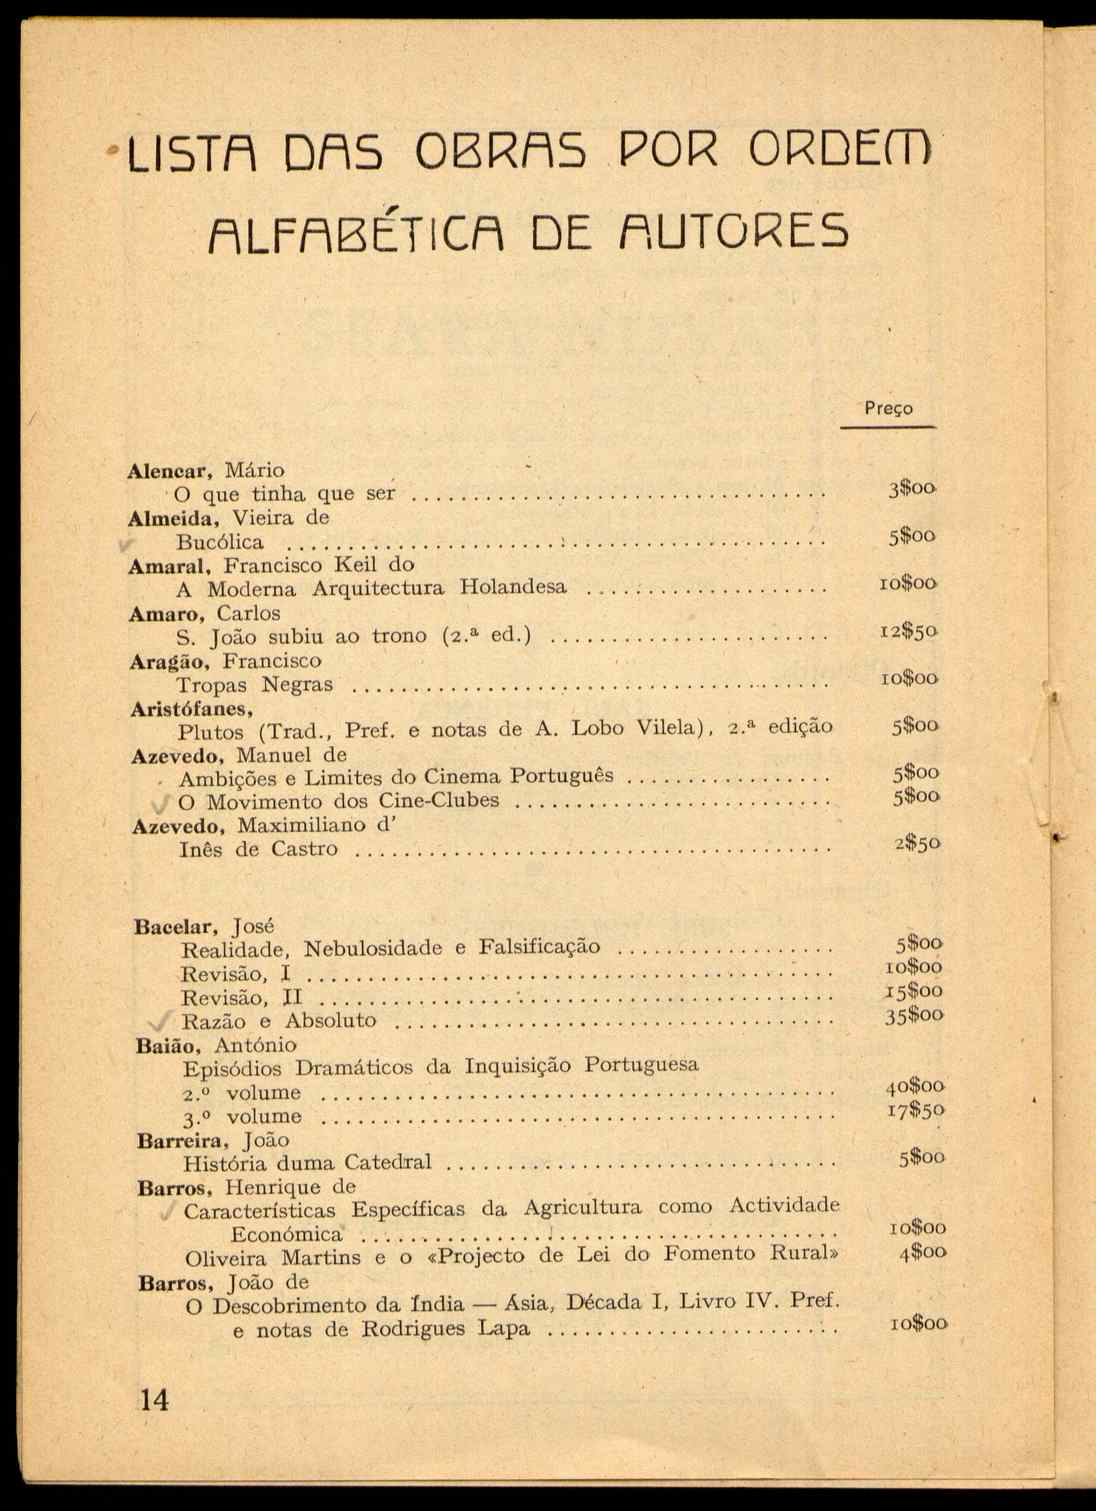 LISTA DAS OBRAS POR ORDEM
ALFABÉTICA DE AUTORES
Preço
Alencar, Mário
O que tinha que ser .................................. 3$00
Almeida, Vieira de
Bucólica ............................................ 5$00
Amaral, Francisco Keil do
A Moderna Arquitectura Holandesa .................... 10$00
Amaro, Carlos
S. João subiu ao trono (2.ª ed.) ....................... 12$50
Aragão, Francisco
Tropas Negras ....................................... 10$00
Aristófanes,
Plutos (Trad., Pref. e notas de A. Lobo Vilela), 2.ª edição 5$00
Azevedo, Manuel de
Ambições e Limites do Cinema Português ................. 5$00
O Movimento dos Cine-Clubes .......................... 5$00
Azevedo, Maximiliano d'
Inês de Castro ....................................... 2$50
Bacelar, José
Realidade, Nebulosidade e Falsificação .................. 5$00
Revisão, I ........................................... 10$00
Revisão, II .......................................... 15$00
Razão e Absoluto .................................... 35$00
Baião, António
Episódios Dramáticos da Inquisição Portuguesa
2.º volume .......................................... 40$00
3.º volume .......................................... 17$50
Barreira, João
História duma Catedral ................................ 5$00
Barros, Henrique de
Características Específicas da Agricultura como Actividade
Económica ....................................... 10$00
Oliveira Martins e o «Projecto de Lei do Fomento Rural» 4$00
Barros, João de
O Descobrimento da Índia — Ásia, Década I, Livro IV. Pref.
e notas de Rodrigues Lapa ........................ 10$00
14